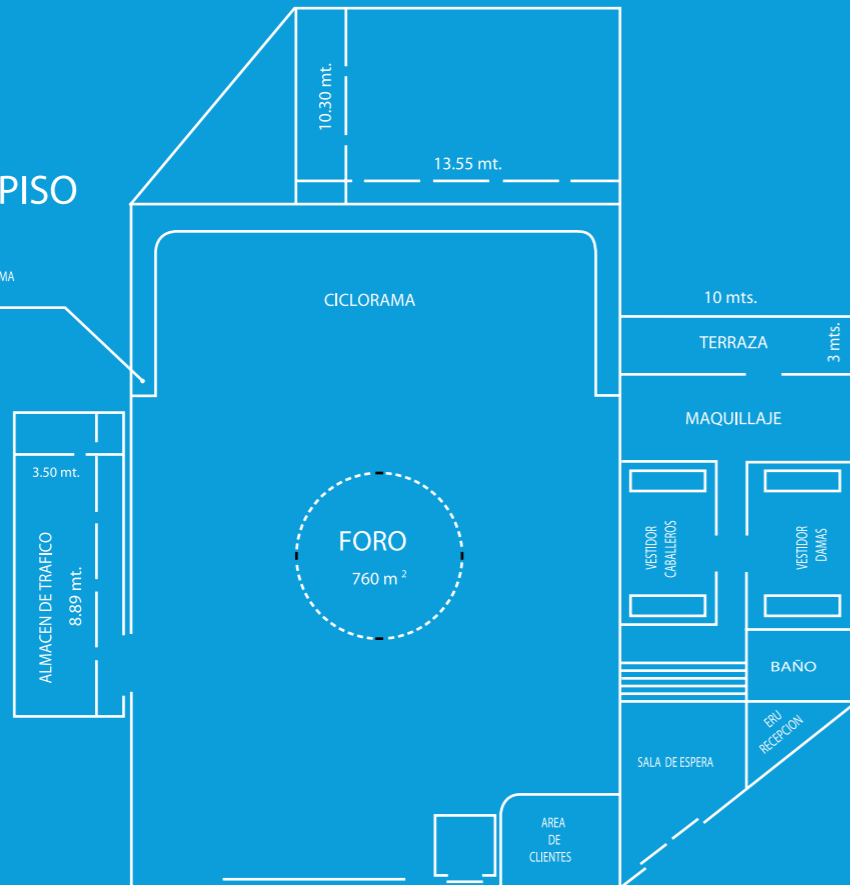 10.30 mt.
13.55 mt.
PISO
MA
CICLORAMA
10 mts.
TERRAZA
3 mts.
MAQUILLAJE
3.50 mt.
ALMACEN DE TRAFICO
8.89 mt.
FORO
760 m ²
VESTIDOR
CABALLEROS
VESTIDOR
DAMAS
BAÑO
ERU
RECEPCION
SALA DE ESPERA
AREA
DE
CLIENTES